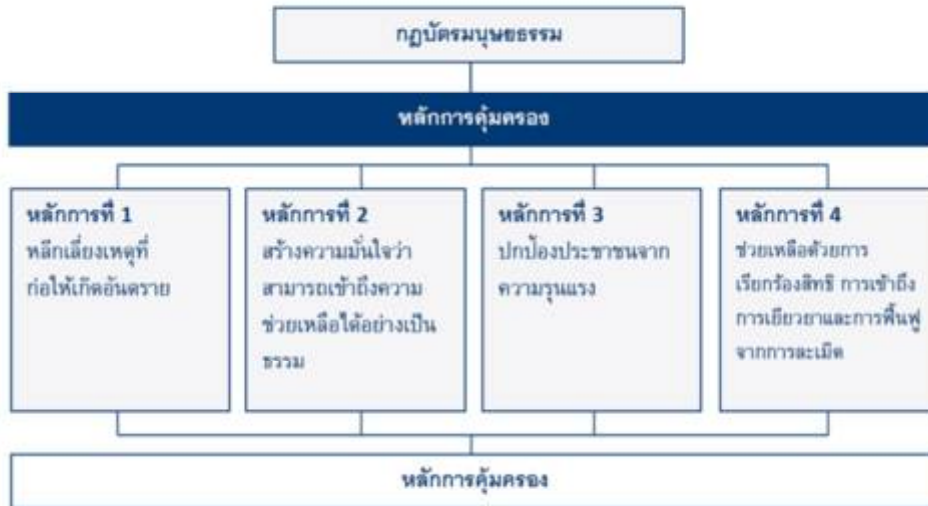 กฎบัตรมนุษยธรรม
หลักการคุ้มครอง
หลักการที่ 1
หลีกเลี่ยงเหตุที่
ก่อให้เกิดอันตราย
หลักการที่ 2
สร้างความมั่นใจว่า
สามารถเข้าถึงความ
ช่วยเหลือได้อย่างเป็น
ธรรม
หลักการที่ 3
ปกป้องประชาชนจาก
ความรุนแรง
หลักการที่ 4
ช่วยเหลือด้วยการ
เรียกร้องสิทธิ การเข้าถึง
การเยียวยาและการฟื้นฟู
จากการละเมิด
หลักการคุ้มครอง